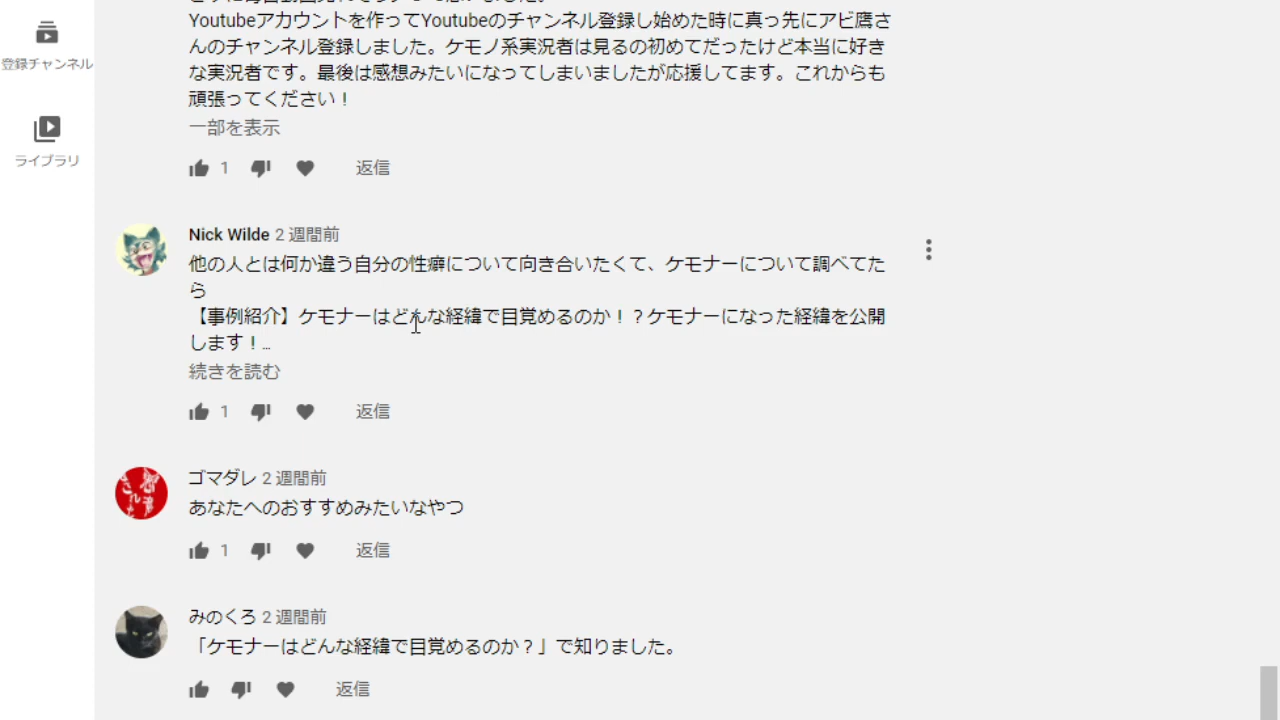 Youtubeアカウントを作ってYoutubeのチャンネル登録し始めた時に真っ先にアビ鷹さ
登録チャンネル
んのチャンネル登録しました。ケモノ系実況者は見るの初めてだったけど本当に好き
な実況者です。最後は感想みたいになってしまいましたが応援してます。これからも
頑張ってください！
一部を表示
ライブラリ
1 返信
Nick Wilde 2 週間前
他の人とは何か違う自分の性癖について向き合いたくて、ケモナーについて調べてた
ら
【事例紹介】ケモナーはどんな経緯で目覚めるのか！？ケモナーになった経緯を公開
します！…
続きを読む
1 返信
ゴマダレ 2 週間前
あなたへのおすすめみたいなやつ
1 返信
みのくろ 2 週間前
「ケモナーはどんな経緯で目覚めるのか？」で知りました。
返信